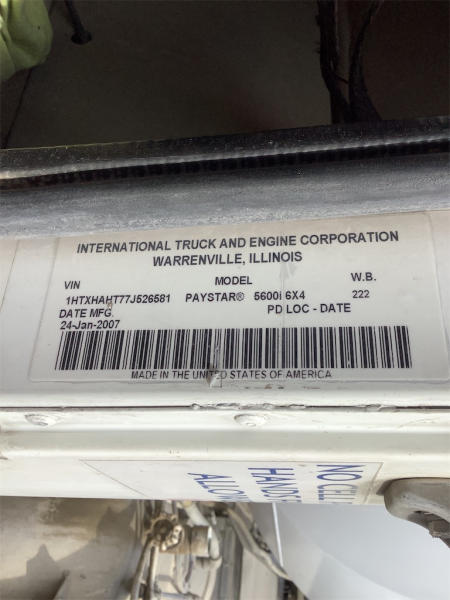 INTERNATIONAL TRUCK AND ENGINE CORPORATION
WARRENVILLE, ILLINOIS
VIN MODEL W.B.
1HTXHAHT77J526581 PAYSTAR® 5600i 6X4 222
DATE MFG. PD LOC - DATE
24-Jan-2007
MADE IN THE UNITED STATES OF AMERICA
NO CELL
HANDS